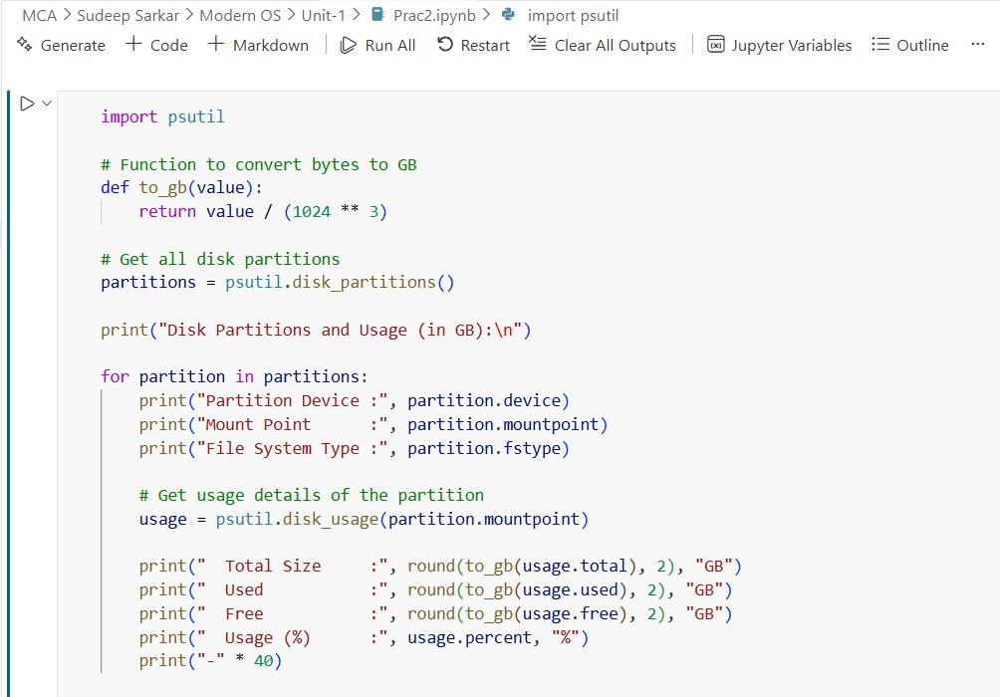 MCA > Sudeep Sarkar > Modern OS > Unit-1 > Prac2.ipynb > import psutil
Generate + Code + Markdown | Run All Restart Clear All Outputs | Jupyter Variables Outline ···
import psutil

# Function to convert bytes to GB
def to_gb(value):
    return value / (1024 ** 3)

# Get all disk partitions
partitions = psutil.disk_partitions()

print("Disk Partitions and Usage (in GB):\n")

for partition in partitions:
    print("Partition Device :", partition.device)
    print("Mount Point      :", partition.mountpoint)
    print("File System Type :", partition.fstype)

    # Get usage details of the partition
    usage = psutil.disk_usage(partition.mountpoint)

    print("  Total Size     :", round(to_gb(usage.total), 2), "GB")
    print("  Used           :", round(to_gb(usage.used), 2), "GB")
    print("  Free           :", round(to_gb(usage.free), 2), "GB")
    print("  Usage (%)      :", usage.percent, "%")
    print("-" * 40)